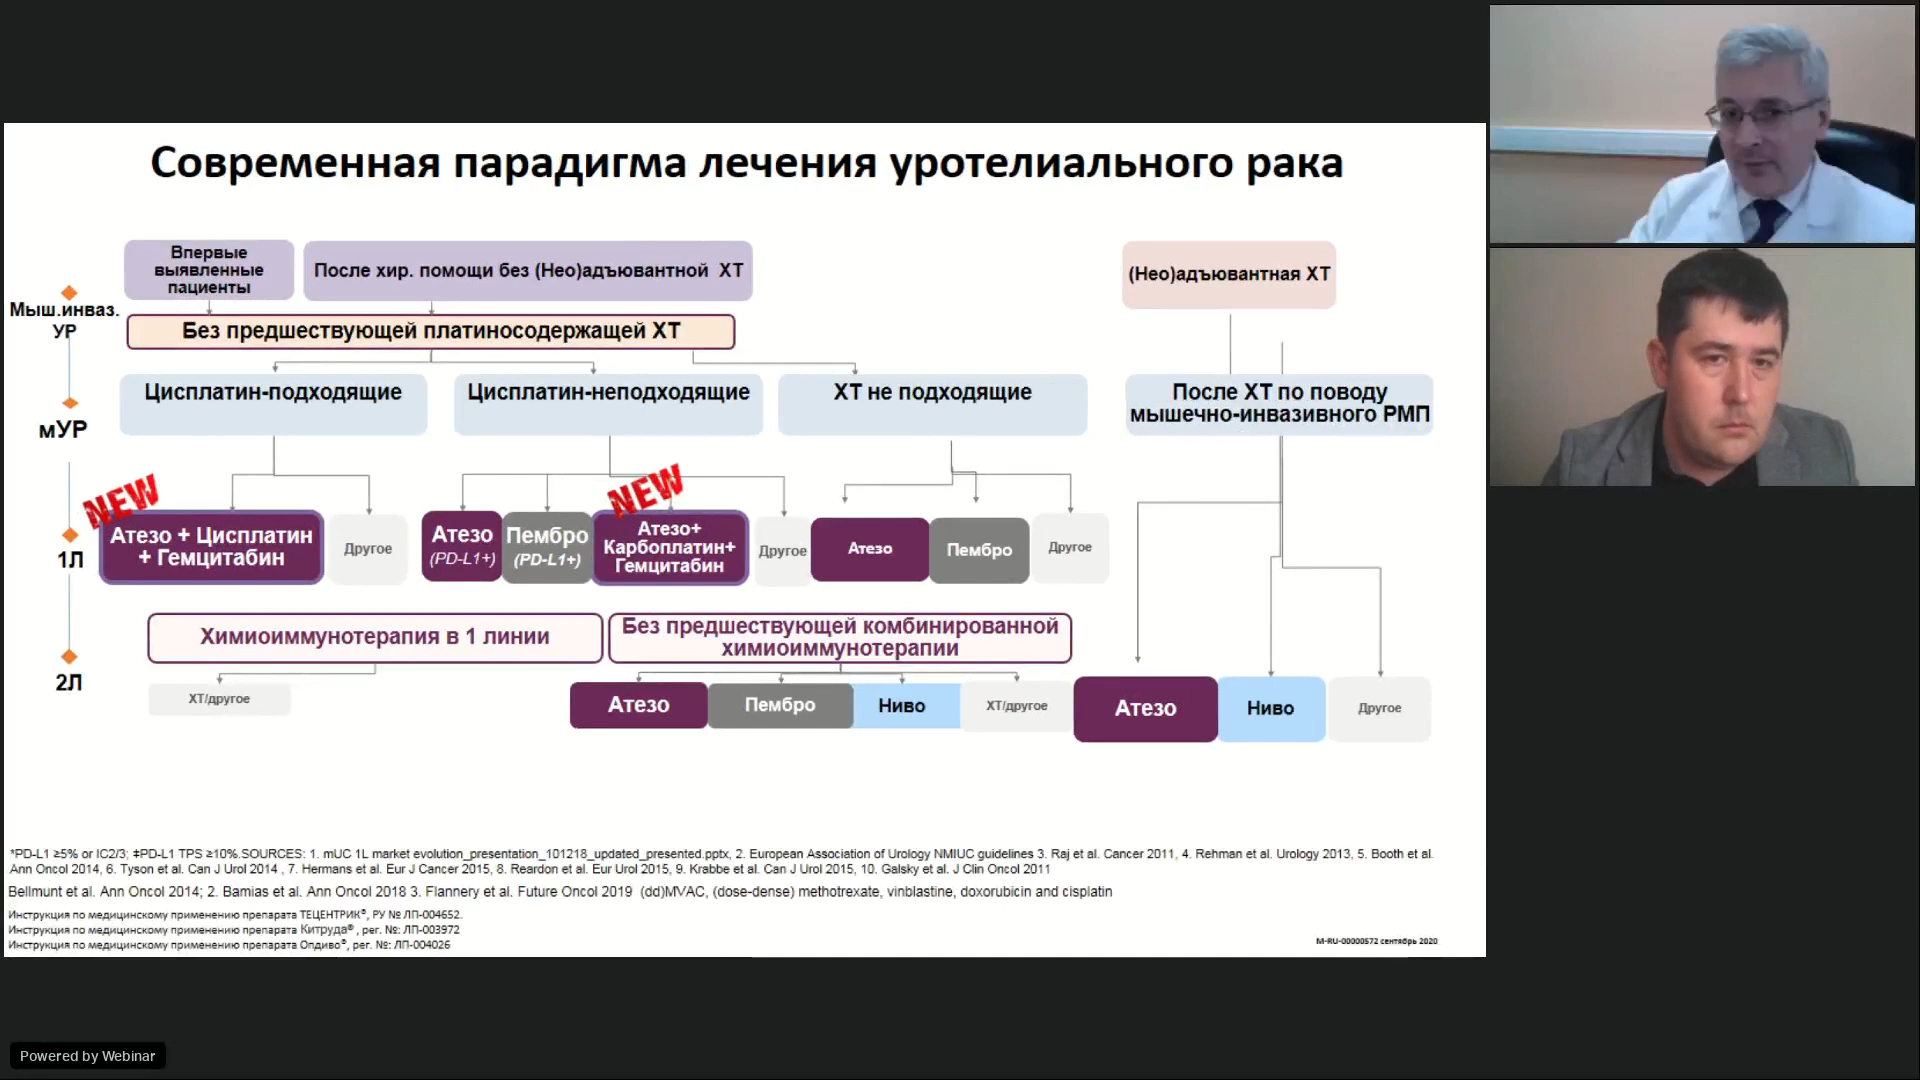 Современная парадигма лечения уротелиального рака
Впервые
выявленные
пациенты
После хир. помощи без (Нео)адъювантной ХТ
(Нео)адъювантная ХТ
Мыш.инваз.
УР
Без предшествующей платиносодержащей ХТ
мУР
Цисплатин-подходящие
Цисплатин-неподходящие
ХТ не подходящие
После ХТ по поводу
мышечно-инвазивного РМП
NEW
NEW
1Л
Атезо + Цисплатин
+ Гемцитабин
Другое
Атезо
(PD-L1+)
Пембро
(PD-L1+)
Атезо+
Карбоплатин+
Гемцитабин
Другое
Атезо
Пембро
Другое
Химиоиммунотерапия в 1 линии
Без предшествующей комбинированной
химиоиммунотерапии
2Л
ХТ/другое
Атезо
Пембро
Ниво
ХТ/другое
Атезо
Ниво
Другое
*PD-L1 ≥5% or IC2/3; ‡PD-L1 TPS ≥10%.SOURCES: 1. mUC 1L market evolution_presentation_101218_updated_presented.pptx, 2. European Association of Urology NMIUC guidelines 3. Raj et al. Cancer 2011, 4. Rehman et al. Urology 2013, 5. Booth et al.
Ann Oncol 2014, 6. Tyson et al. Can J Urol 2014 , 7. Hermans et al. Eur J Cancer 2015, 8. Reardon et al. Eur Urol 2015, 9. Krabbe et al. Can J Urol 2015, 10. Galsky et al. J Clin Oncol 2011
Bellmunt et al. Ann Oncol 2014; 2. Bamias et al. Ann Oncol 2018 3. Flannery et al. Future Oncol 2019 (dd)MVAC, (dose-dense) methotrexate, vinblastine, doxorubicin and cisplatin
Инструкция по медицинскому применению препарата ТЕЦЕНТРИК®, РУ № ЛП-004652.
Инструкция по медицинскому применению препарата Китруда® , рег. №: ЛП-003972
Инструкция по медицинскому применению препарата Опдиво®, рег. №: ЛП-004026
M-RU-00000572 сентябрь 2020
Powered by Webinar